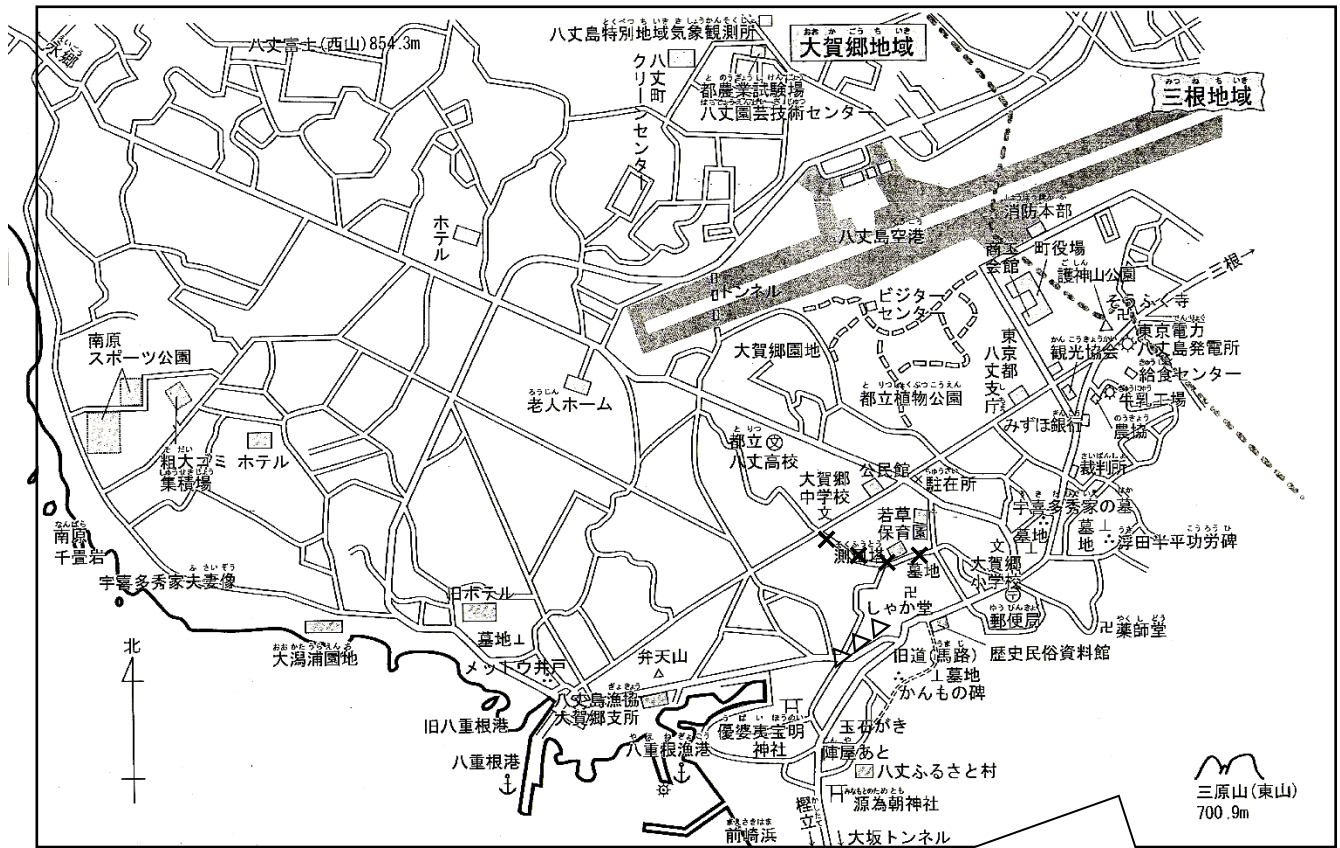 永郷
八丈富士(西山)854.3m
八丈島特別地域気象観測所
八丈町
クリーンセンター
都農業試験場
八丈園芸技術センター
大賀郷地域
三根地域
ホテル
八丈島空港
消防本部
商工会館
町役場
護神山公園
三根→
トンネル
ビジターセンター
そうふく寺
東京電力
八丈島発電所
南原
スポーツ公園
老人ホーム
大賀郷園地
都立植物公園
東京都八丈支庁
観光協会
給食センター
牛乳工場
みずほ銀行
農協
粗大ゴミ
集積場
ホテル
都立
八丈高校
大賀郷
中学校
公民館
駐在所
裁判所
宇喜多秀家の墓
南原
千畳岩
若草
保育園
測風塔
墓地
墓地
墓地
浮田半平功労碑
大賀郷
小学校
宇喜多秀家夫妻像
旧ホテル
しゃか堂
郵便局
薬師堂
北
大潟浦園地
墓地
メットウ井戸
弁天山
旧道(馬路)
歴史民俗資料館
墓地
かんもの碑
八丈島漁協
大賀郷支所
旧八重根港
八重根港
八重根漁港
優婆夷宝明
神社
玉石がき
陣屋あと
八丈ふるさと村
源為朝神社
樫立
前崎浜
大坂トンネル
三原山(東山)
700.9m